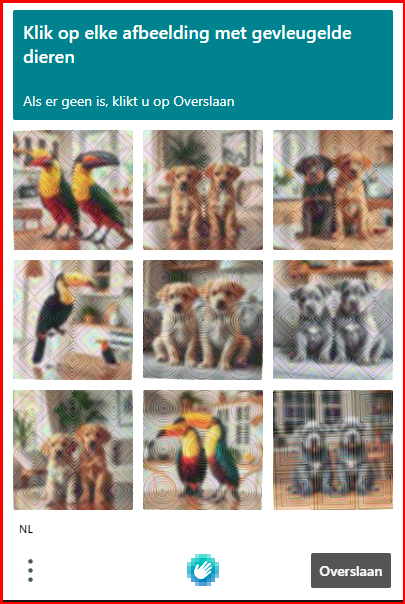 Klik op elke afbeelding met gevleugelde
dieren
Als er geen is, klikt u op Overslaan
NL
Overslaan